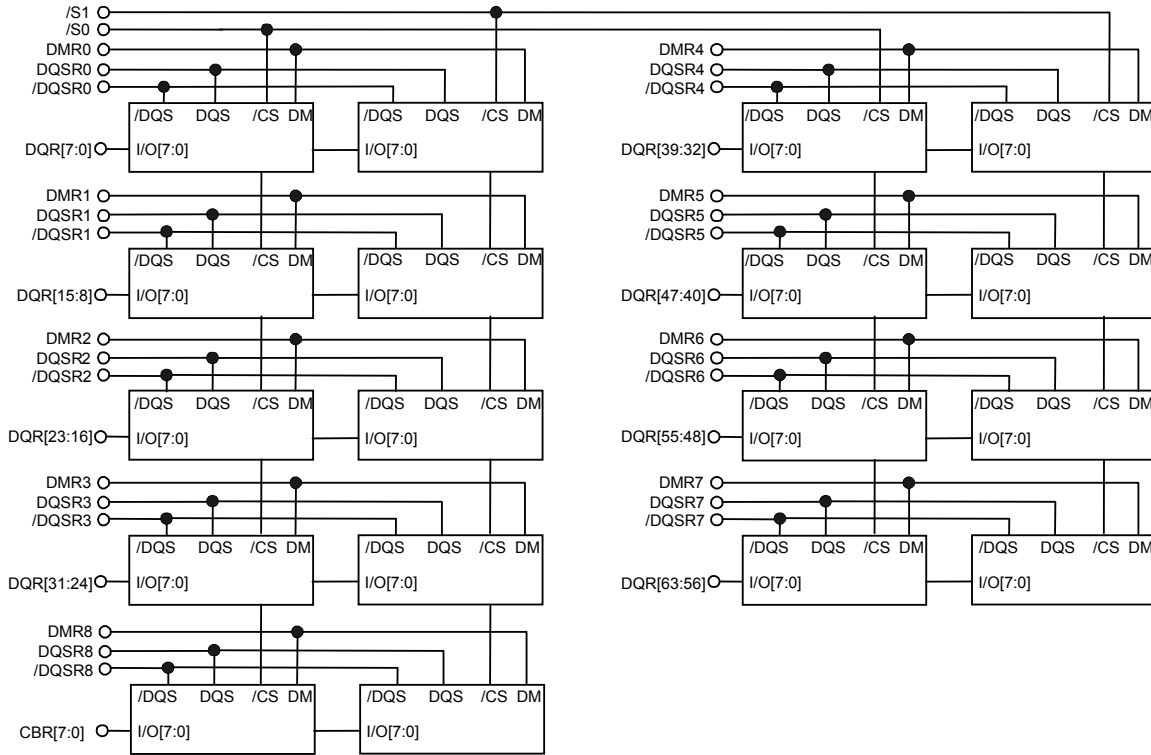 /S1
/S0
DMR0
DQSR0
/DQSR0
/DQS DQS /CS DM
/DQS DQS /CS DM
DQR[7:0]
I/O[7:0]
I/O[7:0]
DMR1
DQSR1
/DQSR1
/DQS DQS /CS DM
/DQS DQS /CS DM
DQR[15:8]
I/O[7:0]
I/O[7:0]
DMR2
DQSR2
/DQSR2
/DQS DQS /CS DM
/DQS DQS /CS DM
DQR[23:16]
I/O[7:0]
I/O[7:0]
DMR3
DQSR3
/DQSR3
/DQS DQS /CS DM
/DQS DQS /CS DM
DQR[31:24]
I/O[7:0]
I/O[7:0]
DMR8
DQSR8
/DQSR8
/DQS DQS /CS DM
/DQS DQS /CS DM
CBR[7:0]
I/O[7:0]
I/O[7:0]
DMR4
DQSR4
/DQSR4
/DQS DQS /CS DM
/DQS DQS /CS DM
DQR[39:32]
I/O[7:0]
I/O[7:0]
DMR5
DQSR5
/DQSR5
/DQS DQS /CS DM
/DQS DQS /CS DM
DQR[47:40]
I/O[7:0]
I/O[7:0]
DMR6
DQSR6
/DQSR6
/DQS DQS /CS DM
/DQS DQS /CS DM
DQR[55:48]
I/O[7:0]
I/O[7:0]
DMR7
DQSR7
/DQSR7
/DQS DQS /CS DM
/DQS DQS /CS DM
DQR[63:56]
I/O[7:0]
I/O[7:0]